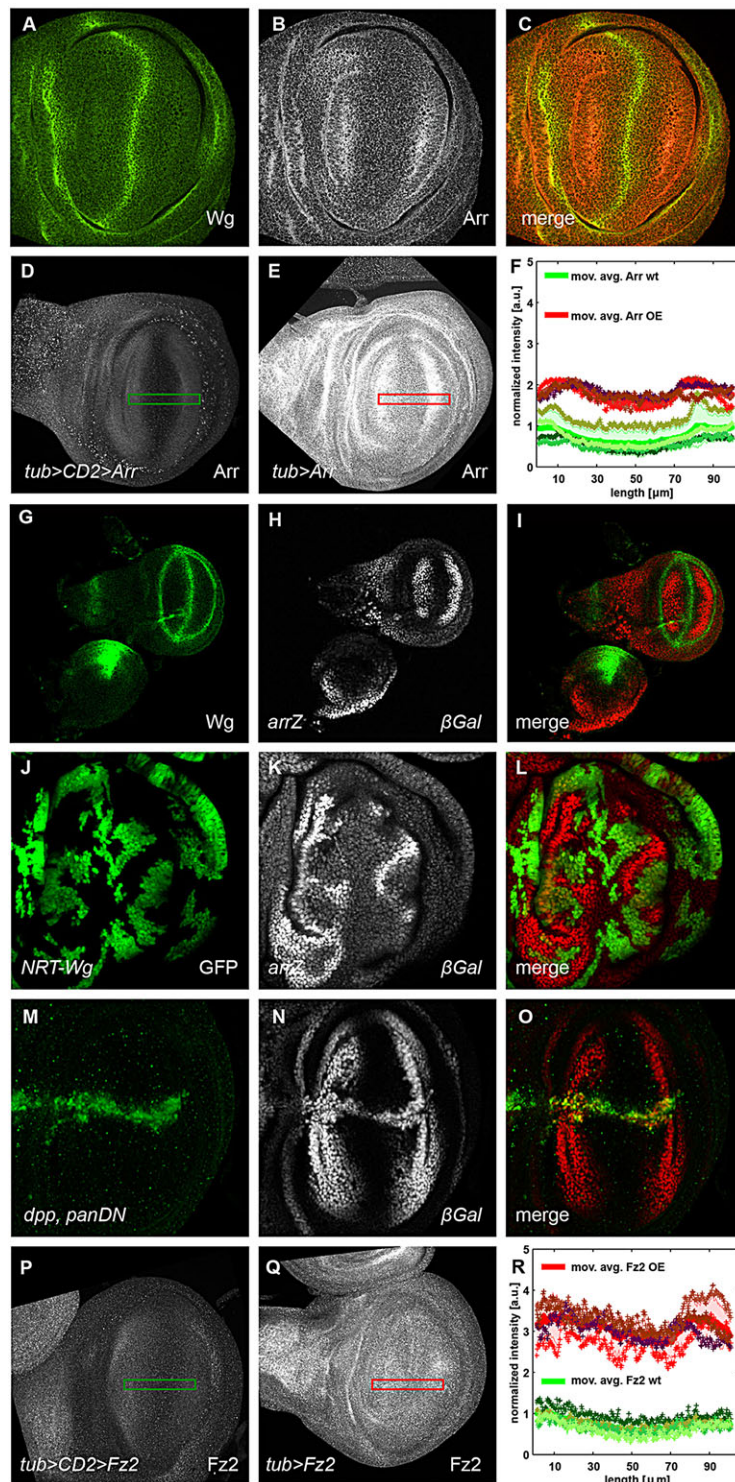 A
Wg
B
Arr
C
merge
D
tub>CD2>Arr
Arr
E
tub>Arr
Arr
F
mov. avg. Arr wt
mov. avg. Arr OE
normalized intensity [a.u.]
5
4
3
2
1
0
10 30 50 70 90
length [µm]
G
Wg
H
arrZ
βGal
I
merge
J
NRT-Wg
GFP
K
arrZ
βGal
L
merge
M
dpp, panDN
N
βGal
O
merge
P
tub>CD2>Fz2
Fz2
Q
tub>Fz2
Fz2
R
mov. avg. Fz2 OE
mov. avg. Fz2 wt
normalized intensity [a.u.]
5
4
3
2
1
0
10 30 50 70 90
length [µm]